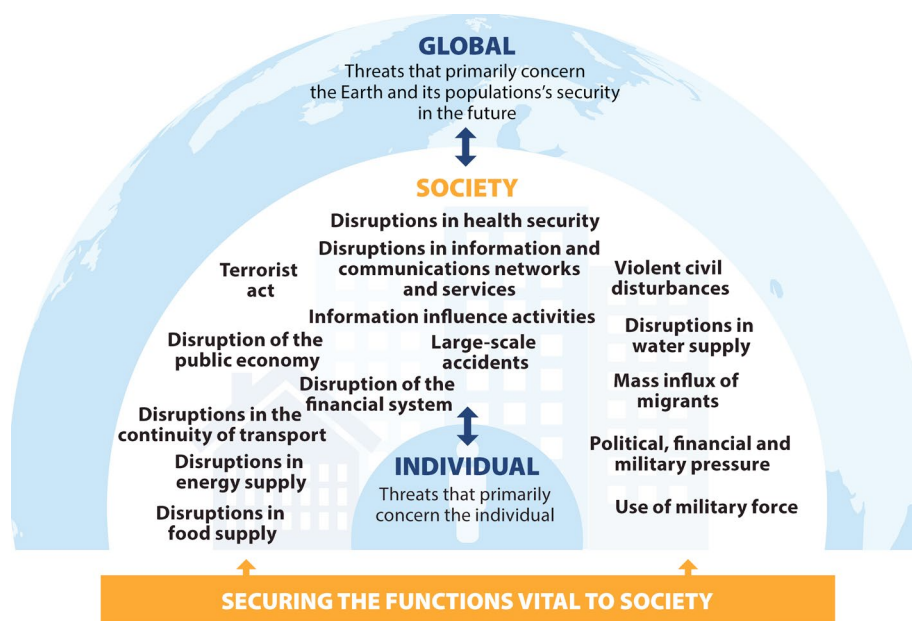 GLOBAL
Threats that primarily concern
the Earth and its populations's security
in the future
SOCIETY
Disruptions in health security
Disruptions in information and
communications networks
and services
Terrorist
act
Violent civil
disturbances
Information influence activities
Disruption of the
public economy
Large-scale
accidents
Disruptions in
water supply
Disruption of the
financial system
Mass influx of
migrants
Disruptions in the
continuity of transport
Political, financial and
military pressure
Disruptions in
energy supply
Disruptions in
food supply
Use of military force
INDIVIDUAL
Threats that primarily
concern the individual
SECURING THE FUNCTIONS VITAL TO SOCIETY